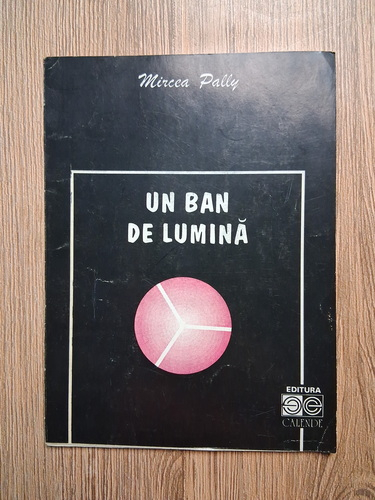 Mircea Pally
UN BAN
DE LUMINĂ
EDITURA
CALENDE